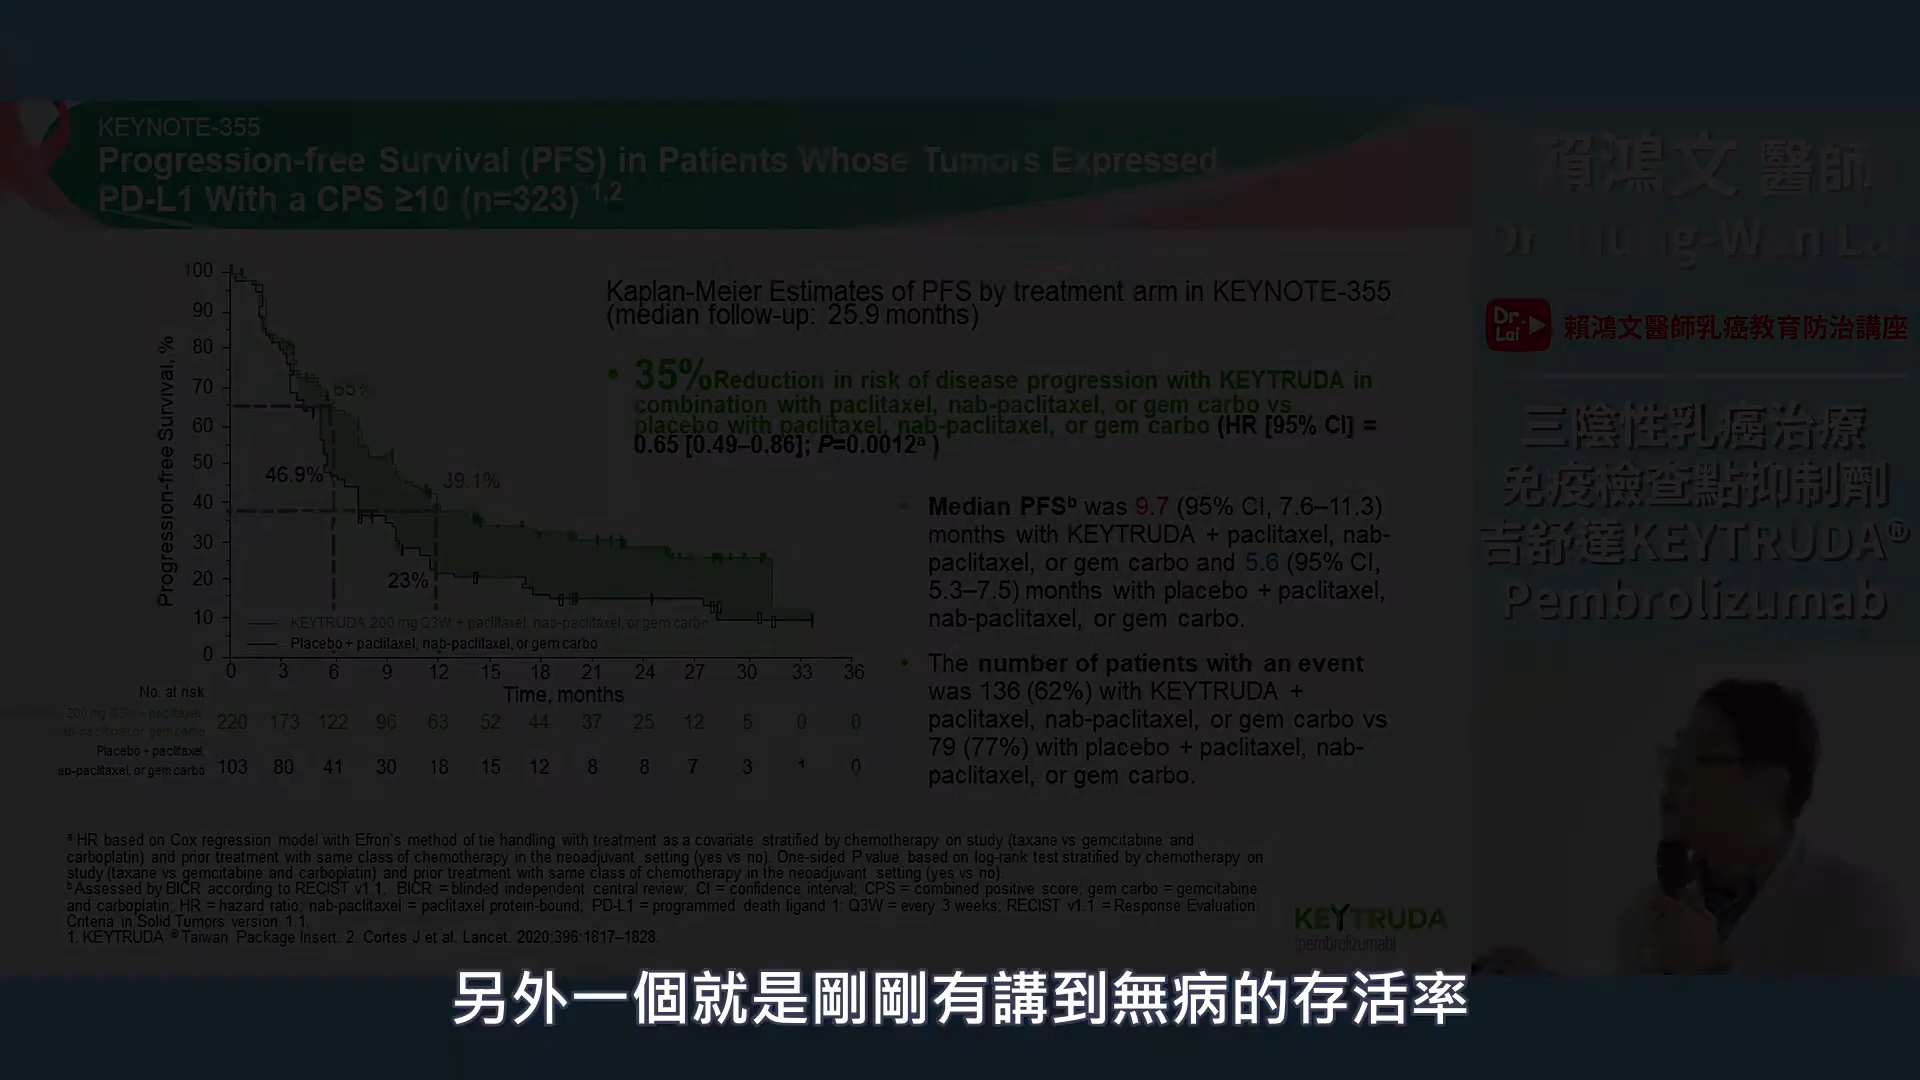 KEYNOTE-355
Progression-free Survival (PFS) in Patients Whose Tumors Expressed
PD-L1 With a CPS ≥10 (n=323) 1,2
100
90
80
70
60
50
40
30
20
10
0
Progression-free Survival, %
65%
46.9%
39.1%
23%
KEYTRUDA 200 mg Q3W + paclitaxel, nab-paclitaxel, or gem carbo
Placebo + paclitaxel, nab-paclitaxel, or gem carbo
0 3 6 9 12 15 18 21 24 27 30 33 36
Time, months
No. at risk
200 mg Q3W + paclitaxel,
nab-paclitaxel, or gem carbo
220 173 122 96 63 52 44 37 25 12 5 0 0
Placebo + paclitaxel,
ab-paclitaxel, or gem carbo
103 80 41 30 18 15 12 8 8 7 3 1 0
Kaplan-Meier Estimates of PFS by treatment arm in KEYNOTE-355
(median follow-up: 25.9 months)
• 35% Reduction in risk of disease progression with KEYTRUDA in
combination with paclitaxel, nab-paclitaxel, or gem carbo vs
placebo with paclitaxel, nab-paclitaxel, or gem carbo (HR [95% CI] =
0.65 [0.49–0.86]; P=0.0012ᵃ )
• Median PFSᵇ was 9.7 (95% CI, 7.6–11.3)
months with KEYTRUDA + paclitaxel, nab-
paclitaxel, or gem carbo and 5.6 (95% CI,
5.3–7.5) months with placebo + paclitaxel,
nab-paclitaxel, or gem carbo.
• The number of patients with an event
was 136 (62%) with KEYTRUDA +
paclitaxel, nab-paclitaxel, or gem carbo vs
79 (77%) with placebo + paclitaxel, nab-
paclitaxel, or gem carbo.
ᵃ HR based on Cox regression model with Efron's method of tie handling with treatment as a covariate stratified by chemotherapy on study (taxane vs gemcitabine and
carboplatin) and prior treatment with same class of chemotherapy in the neoadjuvant setting (yes vs no). One-sided P value based on log-rank test stratified by chemotherapy on
study (taxane vs gemcitabine and carboplatin) and prior treatment with same class of chemotherapy in the neoadjuvant setting (yes vs no).
ᵇ Assessed by BICR according to RECIST v1.1. BICR = blinded independent central review; CI = confidence interval; CPS = combined positive score; gem carbo = gemcitabine
and carboplatin; HR = hazard ratio; nab-paclitaxel = paclitaxel protein-bound; PD-L1 = programmed death ligand 1; Q3W = every 3 weeks; RECIST v1.1 = Response Evaluation
Criteria in Solid Tumors version 1.1.
1. KEYTRUDA ® Taiwan Package Insert. 2. Cortes J et al. Lancet. 2020;396:1817–1828.
KEYTRUDA
(pembrolizumab)
賴鴻文 醫師
Dr Hung-Wen Lai
Dr. Lai
賴鴻文醫師乳癌教育防治講座
三陰性乳癌治療
免疫檢查點抑制劑
吉舒達KEYTRUDA®
Pembrolizumab
另外一個就是剛剛有講到無病的存活率